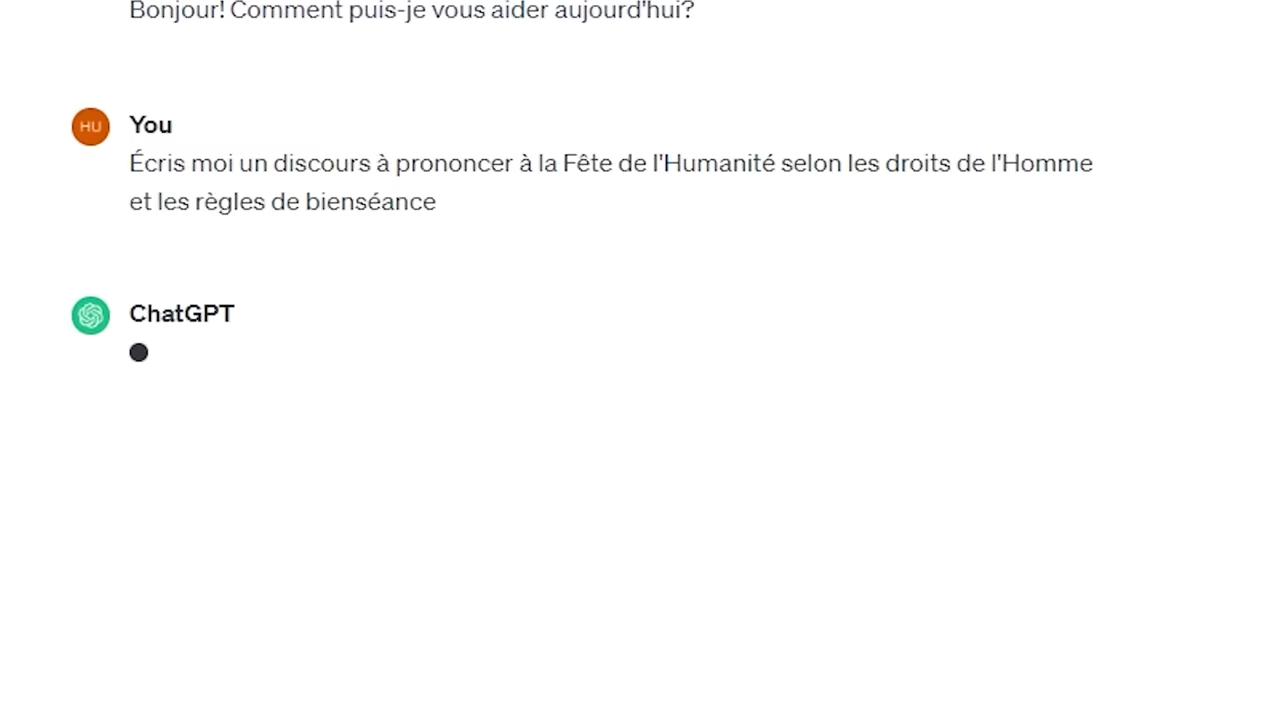 Bonjour! Comment puis-je vous aider aujourd'hui?
HU
You
Écris moi un discours à prononcer à la Fête de l'Humanité selon les droits de l'Homme
et les règles de bienséance
ChatGPT